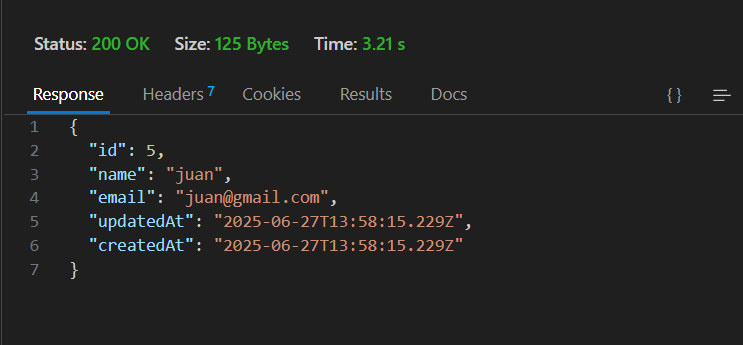 Status: 200 OK Size: 125 Bytes Time: 3.21 s
Response Headers 7 Cookies Results Docs { }
1 {
2 "id": 5,
3 "name": "juan",
4 "email": "juan@gmail.com",
5 "updatedAt": "2025-06-27T13:58:15.229Z",
6 "createdAt": "2025-06-27T13:58:15.229Z"
7 }